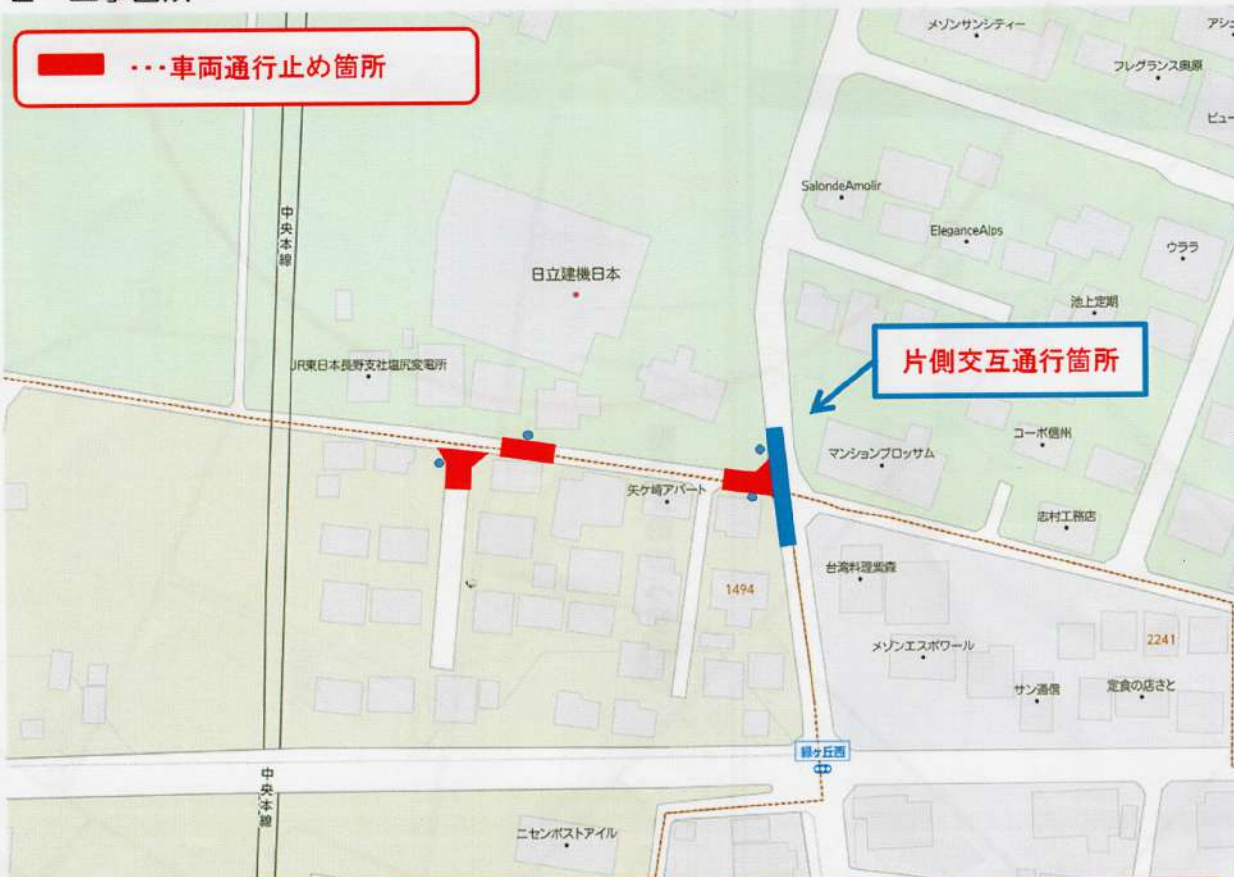 ･･･車両通行止め箇所
メゾンサンシティー
フレグランス奥原
中央本線
SalondeAmolir
EleganceAlps
ウララ
日立建機日本
池上定期
片側交互通行箇所
JR東日本長野支社塩尻変電所
コーポ信州
マンションブロッサム
矢ケ崎アパート
志村工務店
台湾料理紫森
1494
メゾンエスポワール
2241
サン通信
定食の店さと
緑ヶ丘西
中央本線
ニセンポストアイル